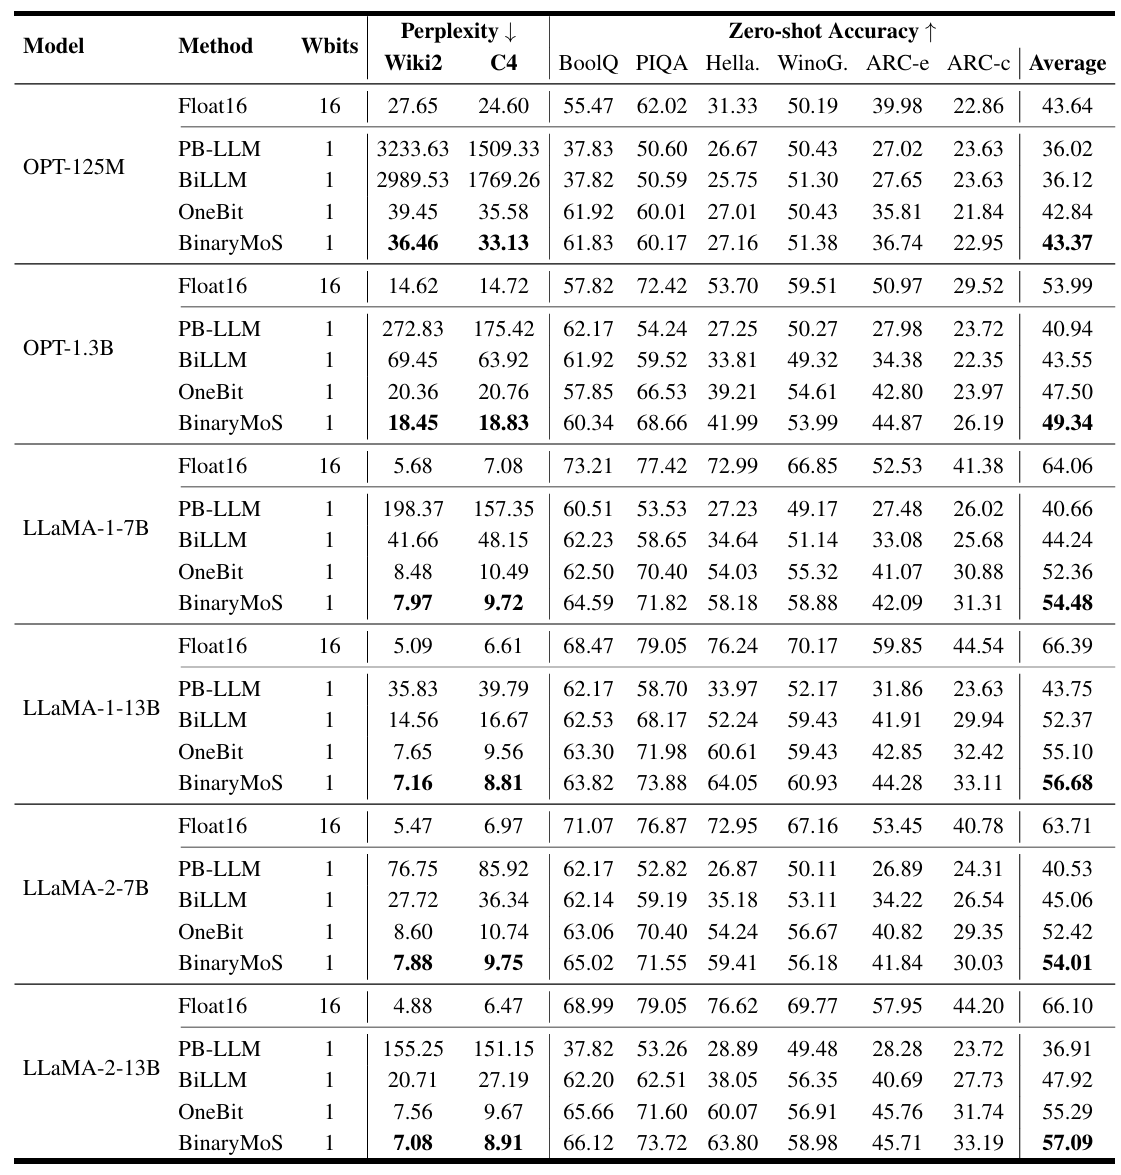 Model Method Wbits Perplexity ↓ Zero-shot Accuracy ↑
Wiki2 C4 BoolQ PIQA Hella. WinoG. ARC-e ARC-c Average
OPT-125M
Float16 16 27.65 24.60 55.47 62.02 31.33 50.19 39.98 22.86 43.64
PB-LLM 1 3233.63 1509.33 37.83 50.60 26.67 50.43 27.02 23.63 36.02
BiLLM 1 2989.53 1769.26 37.82 50.59 25.75 51.30 27.65 23.63 36.12
OneBit 1 39.45 35.58 61.92 60.01 27.01 50.43 35.81 21.84 42.84
BinaryMoS 1 36.46 33.13 61.83 60.17 27.16 51.38 36.74 22.95 43.37
OPT-1.3B
Float16 16 14.62 14.72 57.82 72.42 53.70 59.51 50.97 29.52 53.99
PB-LLM 1 272.83 175.42 62.17 54.24 27.25 50.27 27.98 23.72 40.94
BiLLM 1 69.45 63.92 61.92 59.52 33.81 49.32 34.38 22.35 43.55
OneBit 1 20.36 20.76 57.85 66.53 39.21 54.61 42.80 23.97 47.50
BinaryMoS 1 18.45 18.83 60.34 68.66 41.99 53.99 44.87 26.19 49.34
LLaMA-1-7B
Float16 16 5.68 7.08 73.21 77.42 72.99 66.85 52.53 41.38 64.06
PB-LLM 1 198.37 157.35 60.51 53.53 27.23 49.17 27.48 26.02 40.66
BiLLM 1 41.66 48.15 62.23 58.65 34.64 51.14 33.08 25.68 44.24
OneBit 1 8.48 10.49 62.50 70.40 54.03 55.32 41.07 30.88 52.36
BinaryMoS 1 7.97 9.72 64.59 71.82 58.18 58.88 42.09 31.31 54.48
LLaMA-1-13B
Float16 16 5.09 6.61 68.47 79.05 76.24 70.17 59.85 44.54 66.39
PB-LLM 1 35.83 39.79 62.17 58.70 33.97 52.17 31.86 23.63 43.75
BiLLM 1 14.56 16.67 62.53 68.17 52.24 59.43 41.91 29.94 52.37
OneBit 1 7.65 9.56 63.30 71.98 60.61 59.43 42.85 32.42 55.10
BinaryMoS 1 7.16 8.81 63.82 73.88 64.05 60.93 44.28 33.11 56.68
LLaMA-2-7B
Float16 16 5.47 6.97 71.07 76.87 72.95 67.16 53.45 40.78 63.71
PB-LLM 1 76.75 85.92 62.17 52.82 26.87 50.11 26.89 24.31 40.53
BiLLM 1 27.72 36.34 62.14 59.19 35.18 53.11 34.22 26.54 45.06
OneBit 1 8.60 10.74 63.06 70.40 54.24 56.67 40.82 29.35 52.42
BinaryMoS 1 7.88 9.75 65.02 71.55 59.41 56.18 41.84 30.03 54.01
LLaMA-2-13B
Float16 16 4.88 6.47 68.99 79.05 76.62 69.77 57.95 44.20 66.10
PB-LLM 1 155.25 151.15 37.82 53.26 28.89 49.48 28.28 23.72 36.91
BiLLM 1 20.71 27.19 62.20 62.51 38.05 56.35 40.69 27.73 47.92
OneBit 1 7.56 9.67 65.66 71.60 60.07 56.91 45.76 31.74 55.29
BinaryMoS 1 7.08 8.91 66.12 73.72 63.80 58.98 45.71 33.19 57.09